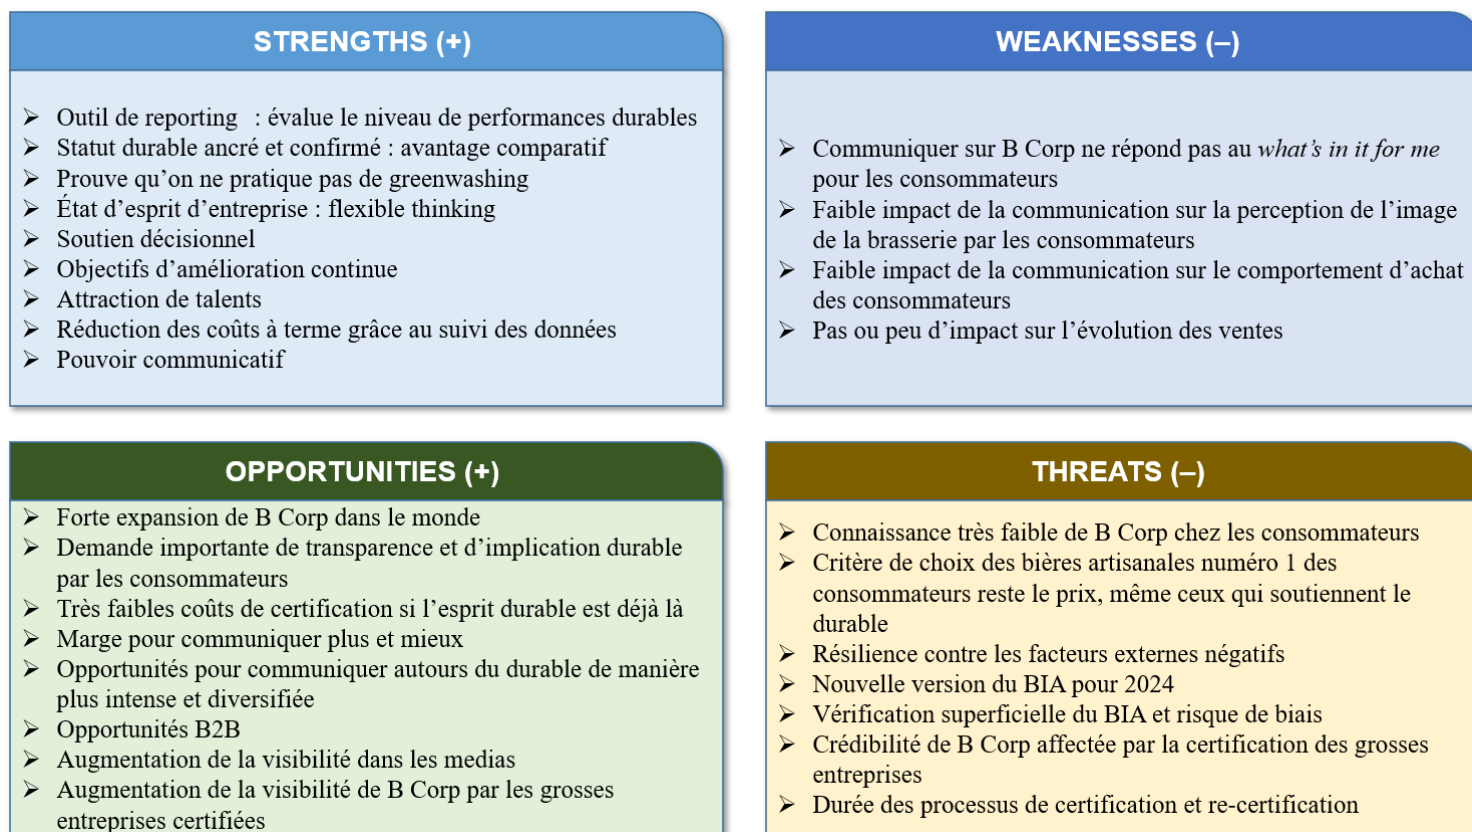 STRENGTHS (+)
➢ Outil de reporting : évalue le niveau de performances durables
➢ Statut durable ancré et confirmé : avantage comparatif
➢ Prouve qu’on ne pratique pas de greenwashing
➢ État d’esprit d’entreprise : flexible thinking
➢ Soutien décisionnel
➢ Objectifs d’amélioration continue
➢ Attraction de talents
➢ Réduction des coûts à terme grâce au suivi des données
➢ Pouvoir communicatif
WEAKNESSES (–)
➢ Communiquer sur B Corp ne répond pas au what’s in it for me
pour les consommateurs
➢ Faible impact de la communication sur la perception de l’image
de la brasserie par les consommateurs
➢ Faible impact de la communication sur le comportement d’achat
des consommateurs
➢ Pas ou peu d’impact sur l’évolution des ventes
OPPORTUNITIES (+)
➢ Forte expansion de B Corp dans le monde
➢ Demande importante de transparence et d’implication durable
par les consommateurs
➢ Très faibles coûts de certification si l’esprit durable est déjà là
➢ Marge pour communiquer plus et mieux
➢ Opportunités pour communiquer autours du durable de manière
plus intense et diversifiée
➢ Opportunités B2B
➢ Augmentation de la visibilité dans les medias
➢ Augmentation de la visibilité de B Corp par les grosses
entreprises certifiées
THREATS (–)
➢ Connaissance très faible de B Corp chez les consommateurs
➢ Critère de choix des bières artisanales numéro 1 des
consommateurs reste le prix, même ceux qui soutiennent le
durable
➢ Résilience contre les facteurs externes négatifs
➢ Nouvelle version du BIA pour 2024
➢ Vérification superficielle du BIA et risque de biais
➢ Crédibilité de B Corp affectée par la certification des grosses
entreprises
➢ Durée des processus de certification et re-certification